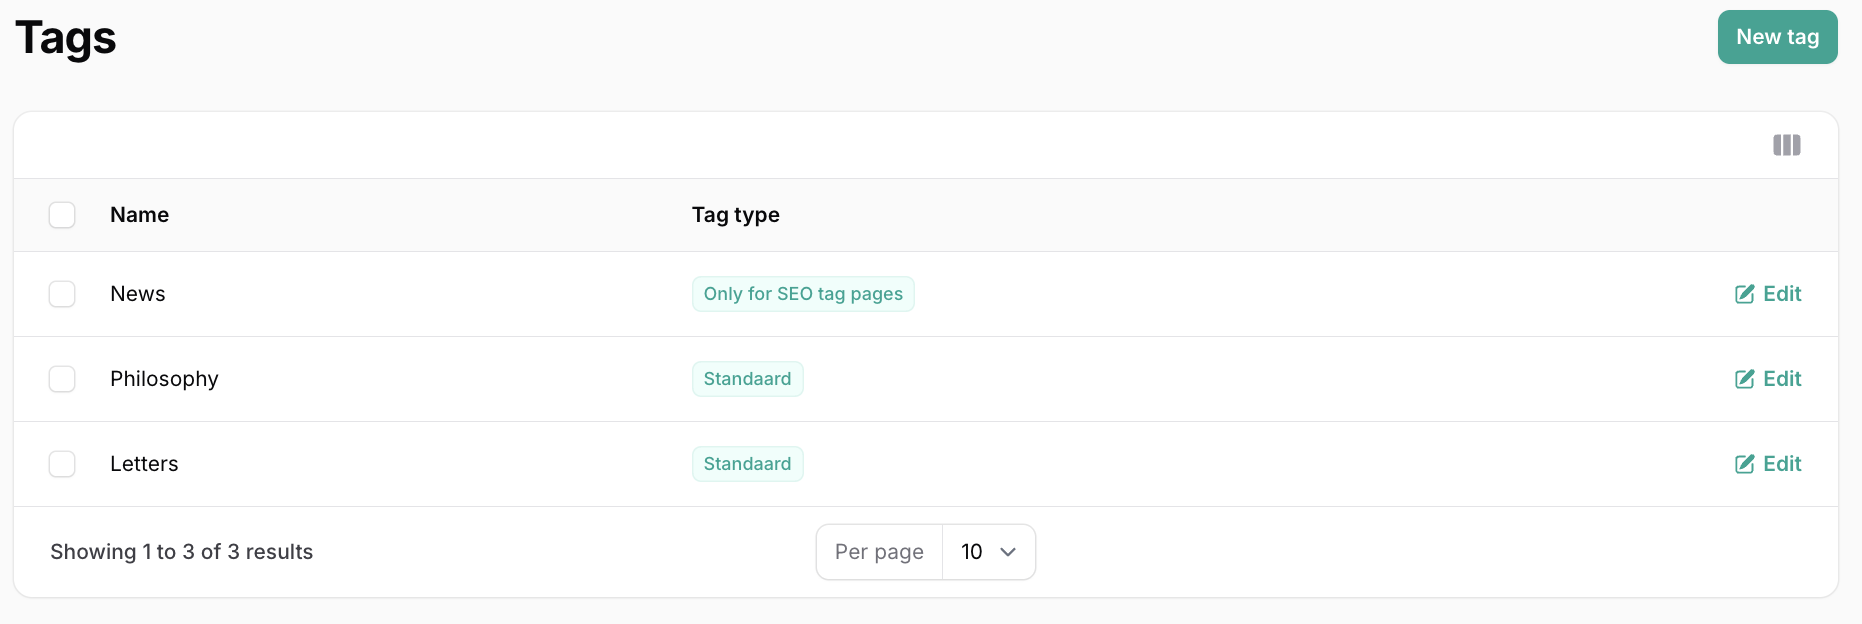 Tags
New tag
Name Tag type
News Only for SEO tag pages Edit
Philosophy Standaard Edit
Letters Standaard Edit
Showing 1 to 3 of 3 results Per page 10